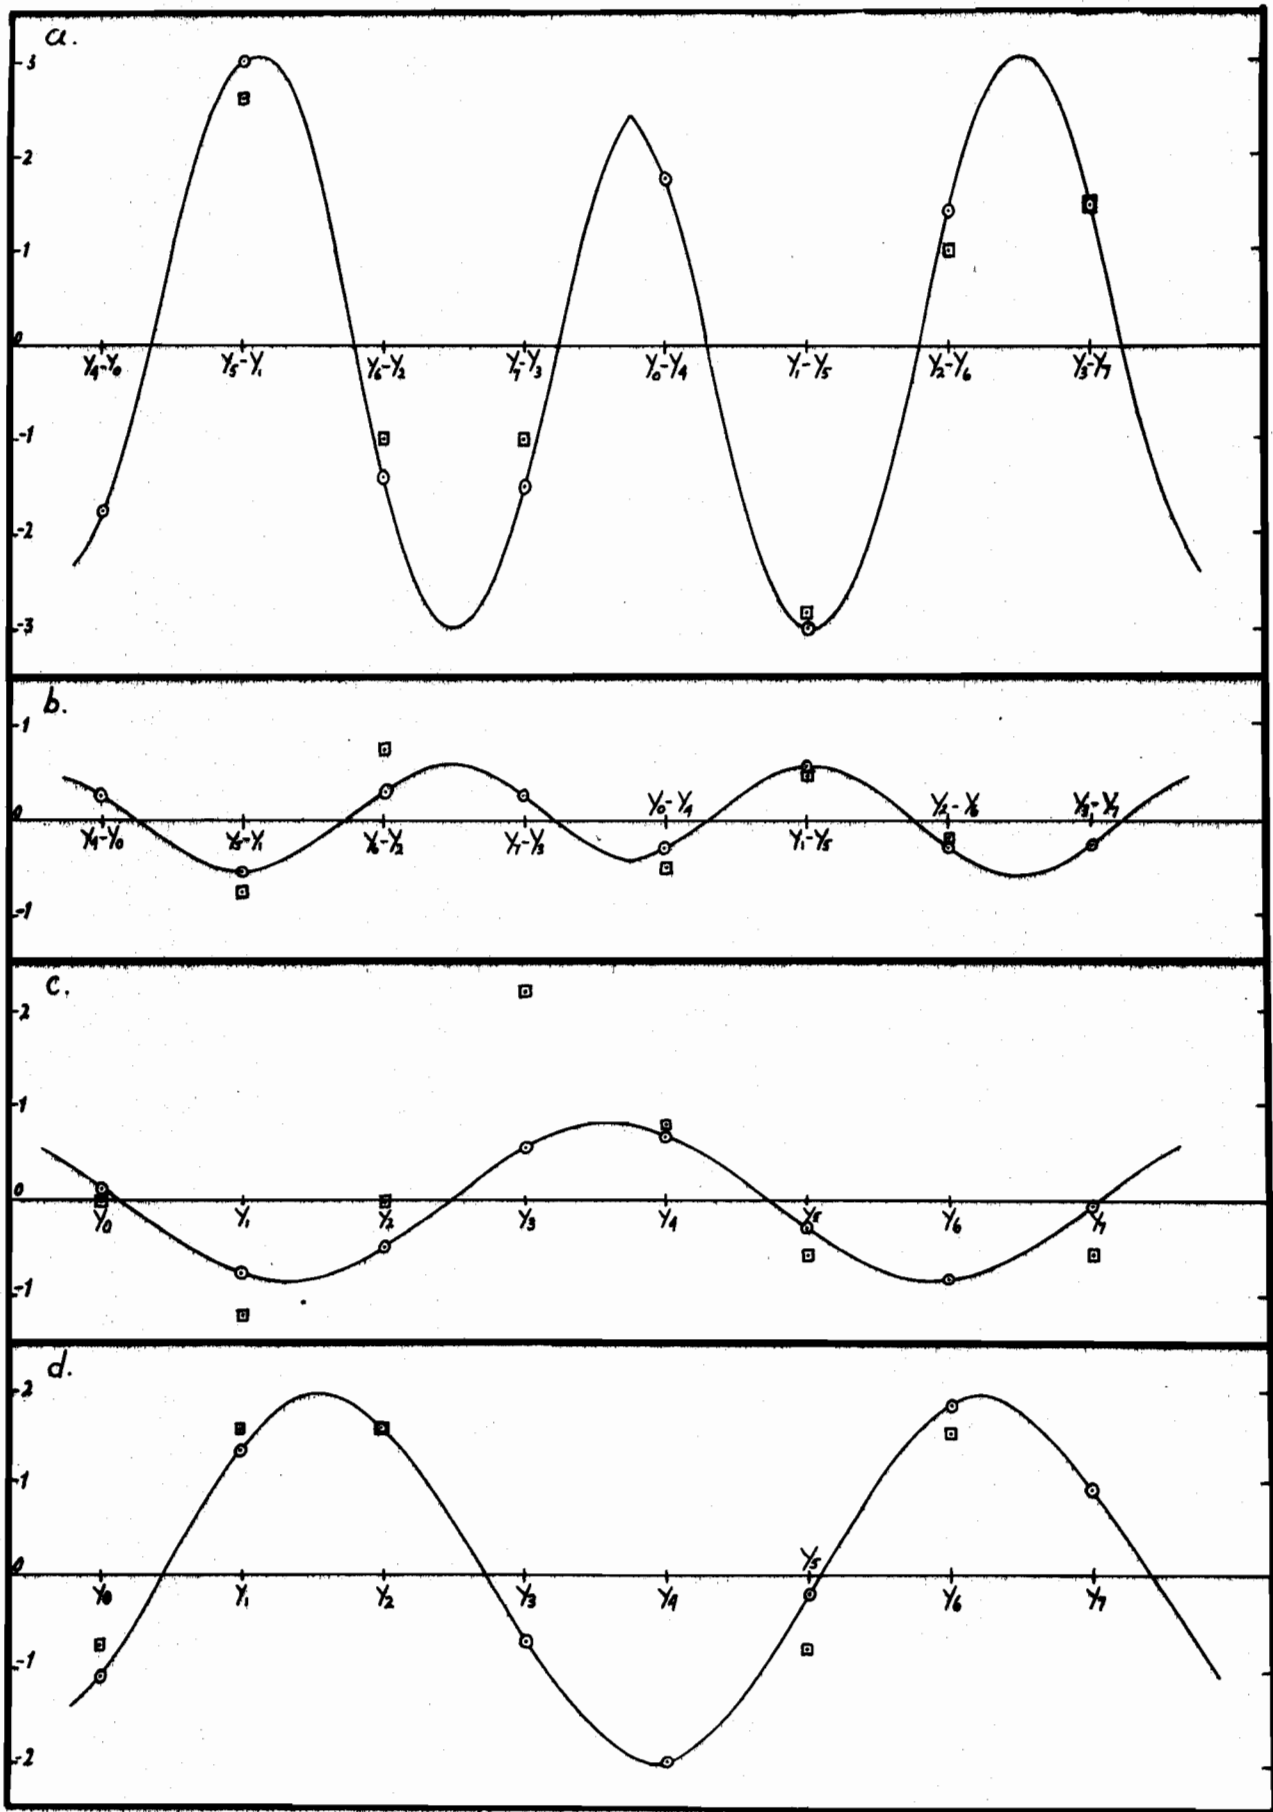 a.
3
2
1
0
Y₄-Y₀ Y₅-Y₁ Y₆-Y₂ Y₇-Y₃ Y₀-Y₄ Y₁-Y₅ Y₂-Y₆ Y₃-Y₇
-1
-2
-3
b.
1
Y₀-Y₄ Y₂-Y₆ Y₃-Y₇
0
Y₄-Y₀ Y₅-Y₁ Y₆-Y₂ Y₇-Y₃ Y₁-Y₅
-1
c.
2
1
0
Y₀ Y₁ Y₂ Y₃ Y₄ Y₅ Y₆ Y₇
-1
d.
2
1
Y₅
0
Y₀ Y₁ Y₂ Y₃ Y₄ Y₆ Y₇
-1
-2